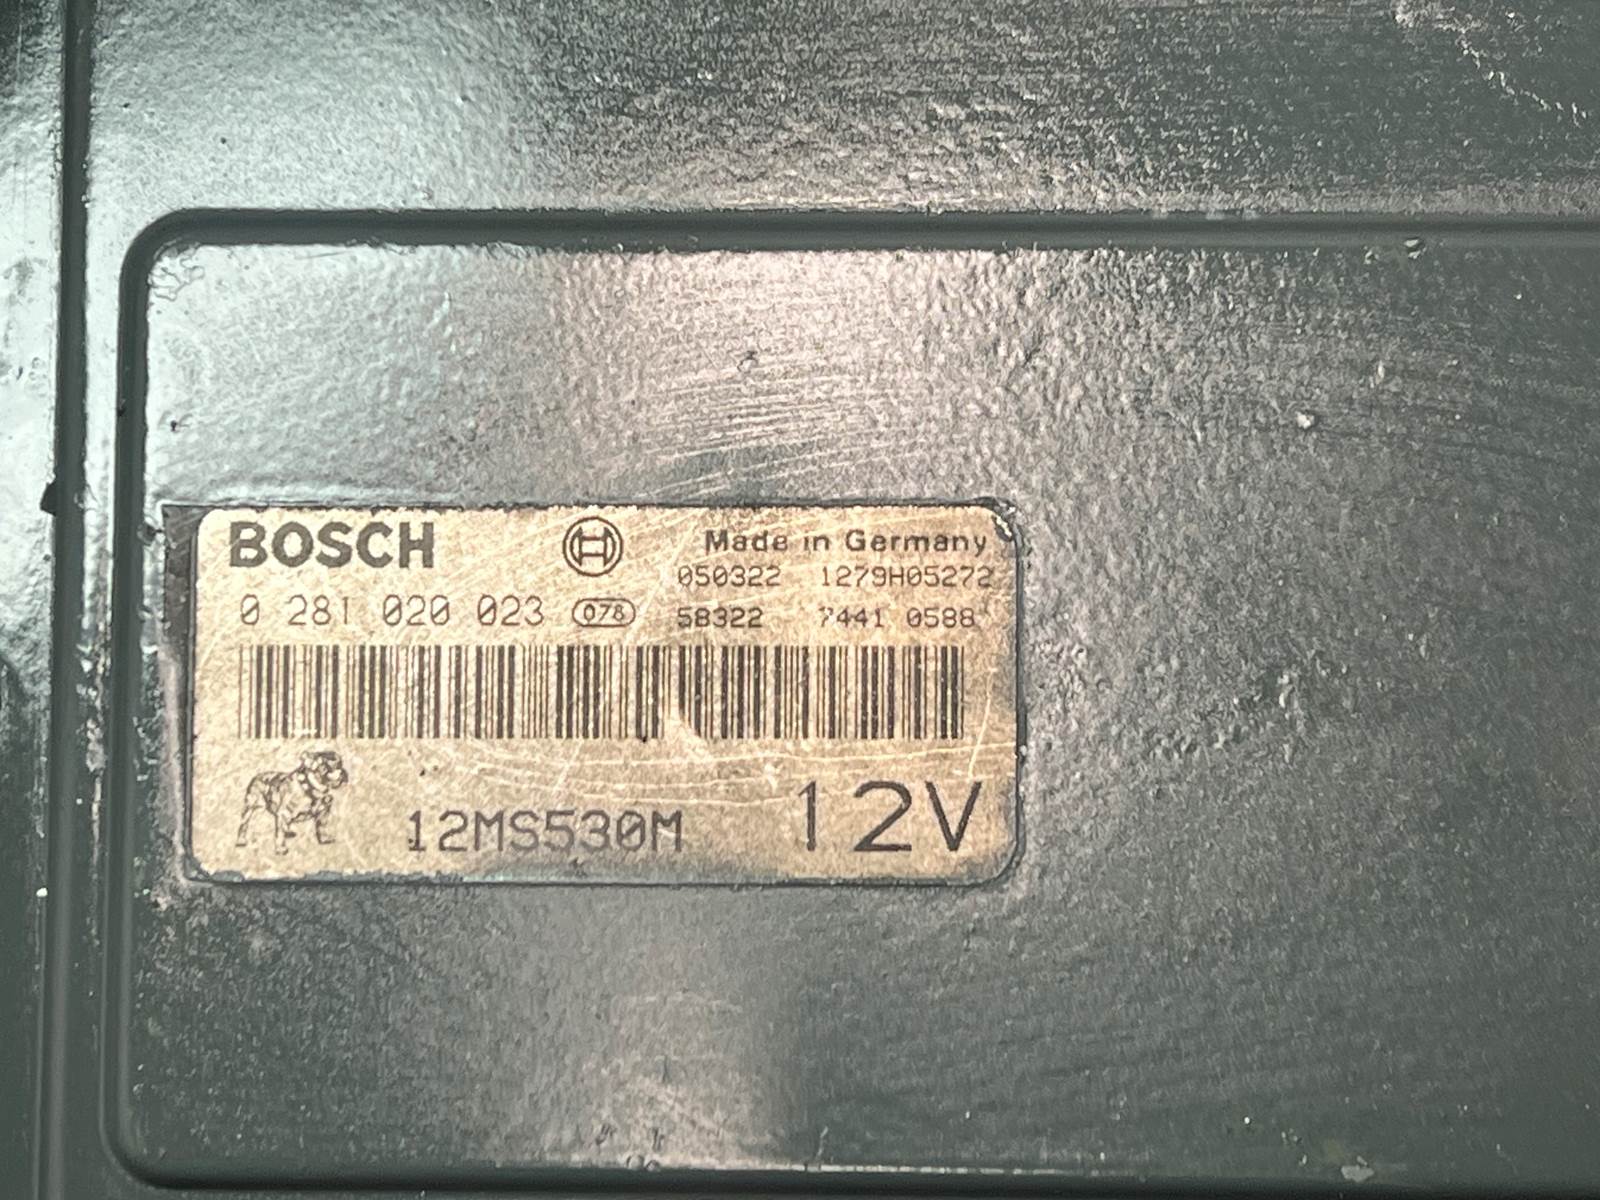 BOSCH
Made in Germany
050322 1279H05272
0 281 020 023 078 58322 7441 0588
12MS530M 12V